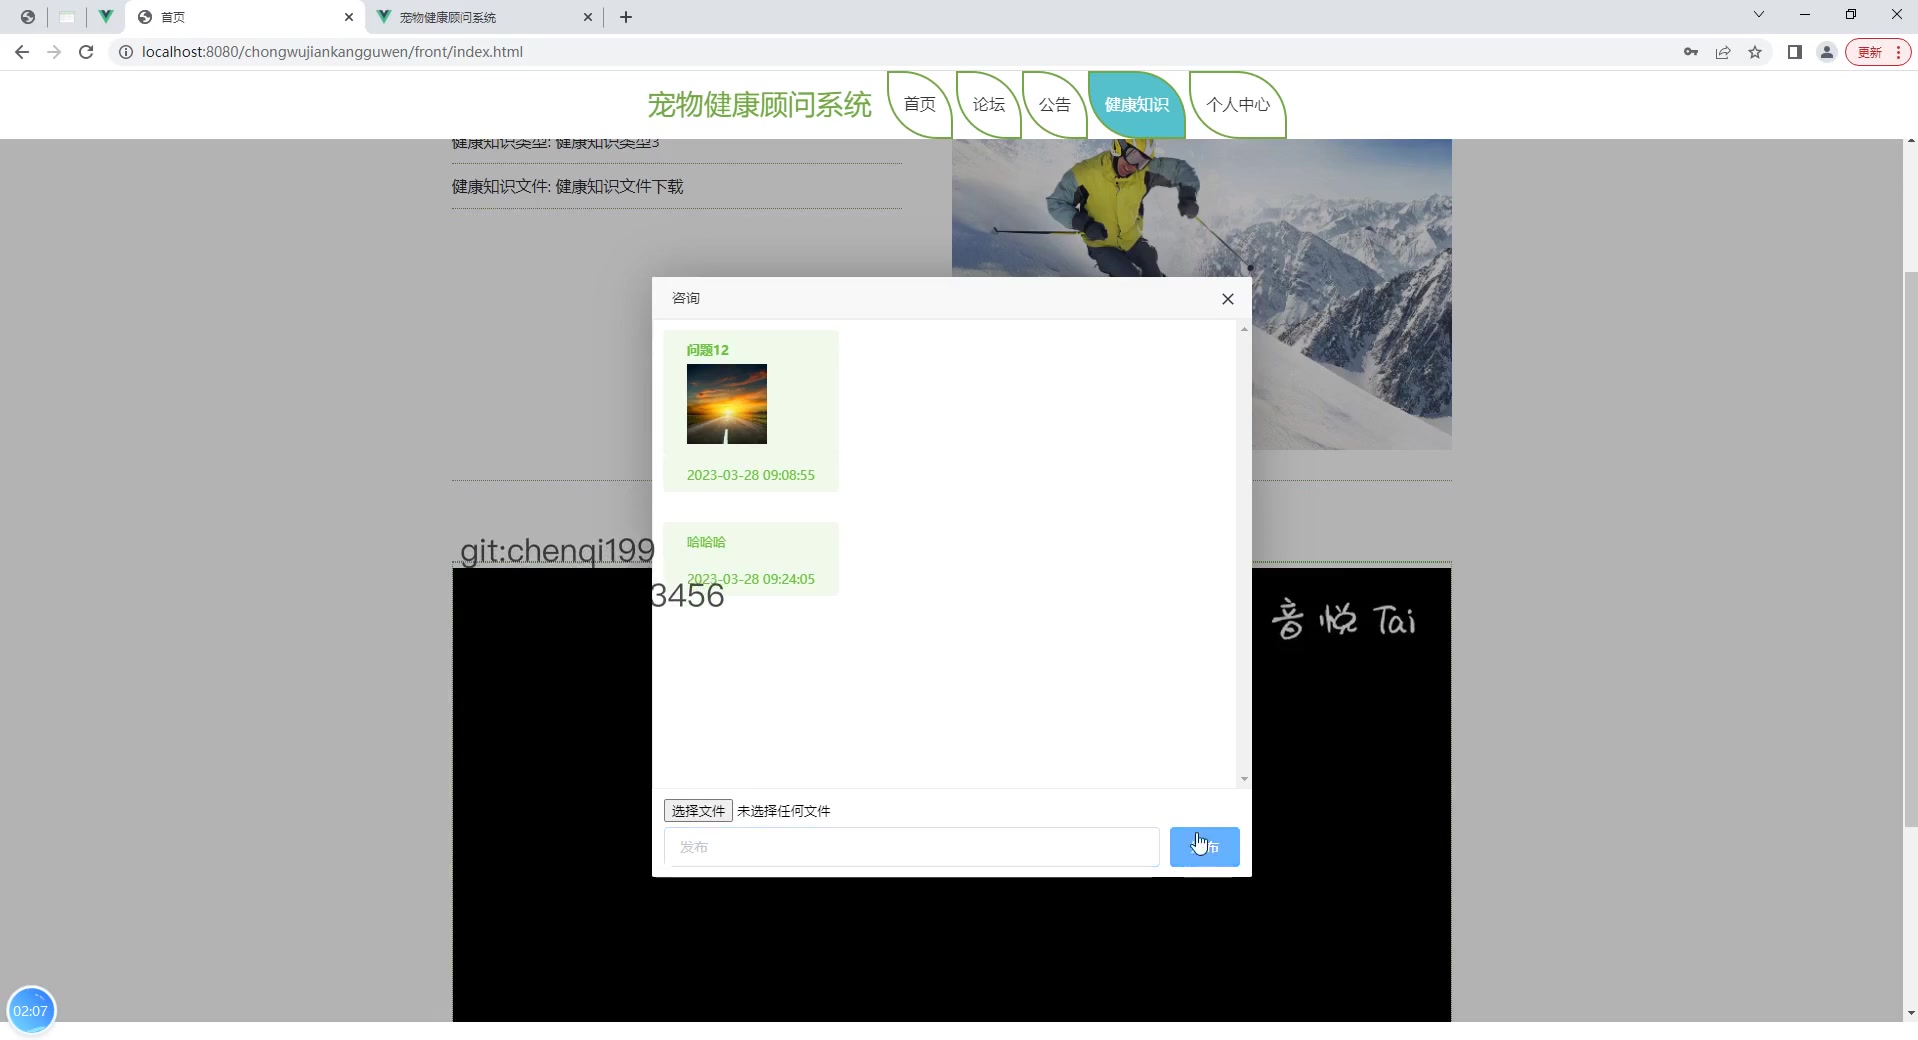 首页
宠物健康顾问系统
localhost:8080/chongwujiankangguwen/front/index.html
更新
宠物健康顾问系统
首页
论坛
公告
健康知识
个人中心
健康知识类型: 健康知识类型3
健康知识文件: 健康知识文件下载
咨询
问题12
2023-03-28 09:08:55
哈哈哈
2023-03-28 09:24:05
git:chenqi199
3456
音悦 Tai
选择文件 未选择任何文件
发布
布
02:07